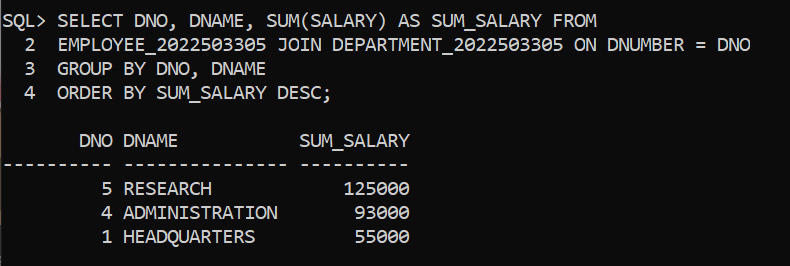 SQL> SELECT DNO, DNAME, SUM(SALARY) AS SUM_SALARY FROM
  2  EMPLOYEE_2022503305 JOIN DEPARTMENT_2022503305 ON DNUMBER = DNO
  3  GROUP BY DNO, DNAME
  4  ORDER BY SUM_SALARY DESC;

       DNO DNAME           SUM_SALARY
---------- --------------- ----------
         5 RESEARCH            125000
         4 ADMINISTRATION       93000
         1 HEADQUARTERS         55000